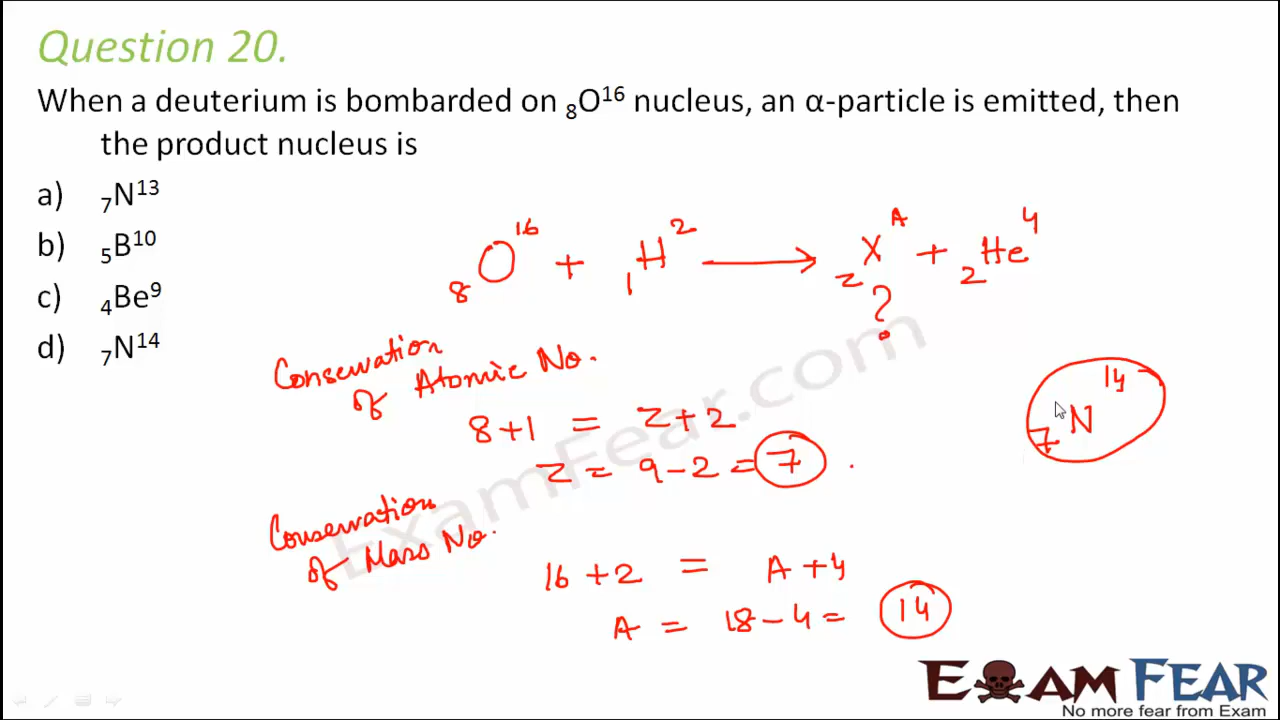 Question 20.
When a deuterium is bombarded on ₈O¹⁶ nucleus, an α-particle is emitted, then
the product nucleus is
a) ₇N¹³
b) ₅B¹⁰
c) ₄Be⁹
d) ₇N¹⁴
₈O¹⁶ + ₁H² → zXᴬ + ₂He⁴
?
Conservation
of Atomic No.
8+1 = z+2
z = 9-2 = 7
₇N¹⁴
Conservation
of Mass No.
16+2 = A+4
A = 18-4 = 14
ExamFear.com
EXAM FEAR
No more fear from Exam